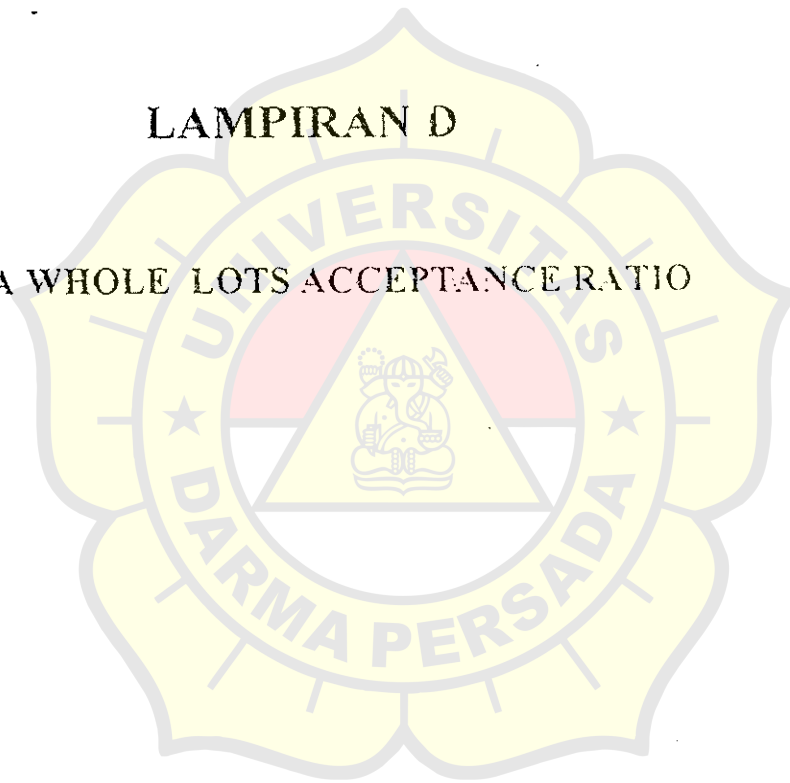 LAMPIRAN D
A WHOLE LOTS ACCEPTANCE RATIO
UNIVERSITAS
DARMA PERSADA